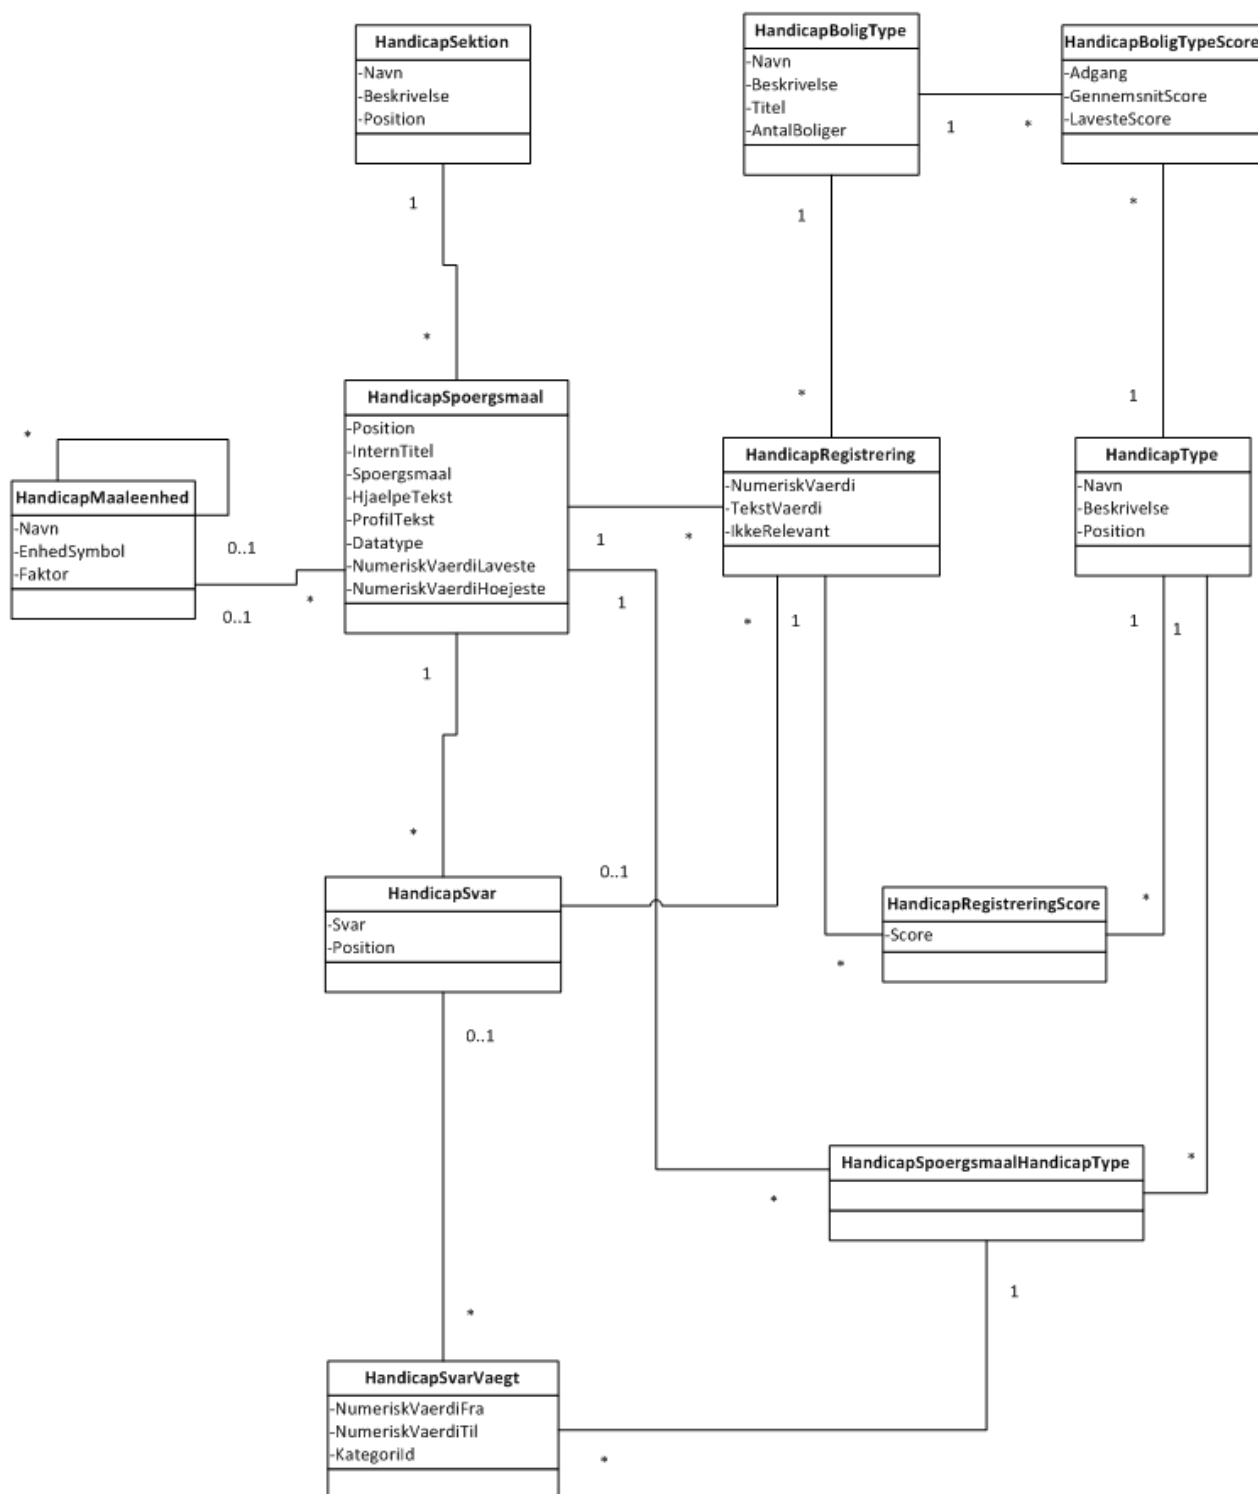 HandicapSektion
-Navn
-Beskrivelse
-Position
1
*
HandicapBoligType
-Navn
-Beskrivelse
-Titel
-AntalBoliger
1
*
HandicapBoligTypeScore
-Adgang
-GennemsnitScore
-LavesteScore
1
*
*
1
HandicapSpoergsmaal
-Position
-InternTitel
-Spoergsmaal
-HjaelpeTekst
-ProfilTekst
-Datatype
-NumeriskVaerdiLaveste
-NumeriskVaerdiHoejeste
*
HandicapMaaleenhed
-Navn
-EnhedSymbol
-Faktor
0..1
0..1
*
HandicapRegistrering
-NumeriskVaerdi
-TekstVaerdi
-IkkeRelevant
1
*
1
*
1
HandicapType
-Navn
-Beskrivelse
-Position
1
1
1
*
HandicapSvar
-Svar
-Position
0..1
0..1
HandicapRegistreringScore
-Score
*
*
HandicapSpoergsmaalHandicapType
*
*
1
*
HandicapSvarVaegt
-NumeriskVaerdiFra
-NumeriskVaerdiTil
-KategoriId
*